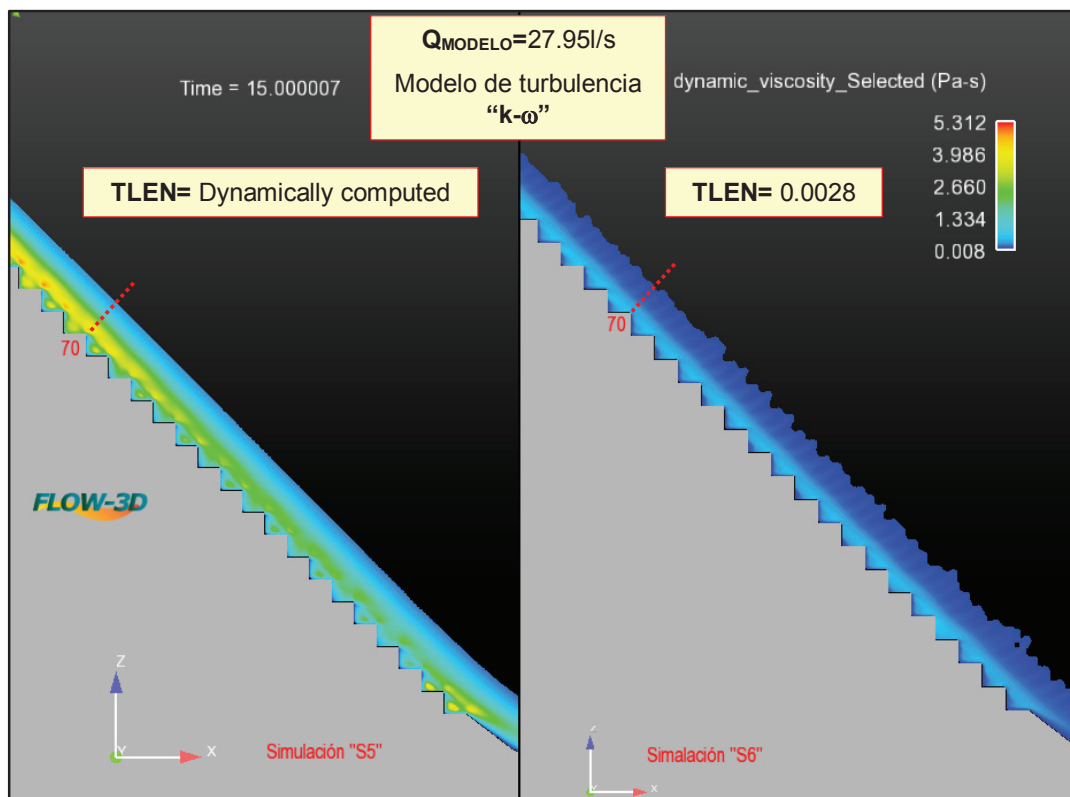 Q_MODELO=27.95l/s
Modelo de turbulencia
“k-ω”
Time = 15.000007
dynamic_viscosity_Selected (Pa-s)
5.312
3.986
2.660
1.334
0.008
TLEN= Dynamically computed
TLEN= 0.0028
70
70
FLOW-3D
Z
Y
X
Simulación "S5"
Simalación "S6"
z
x